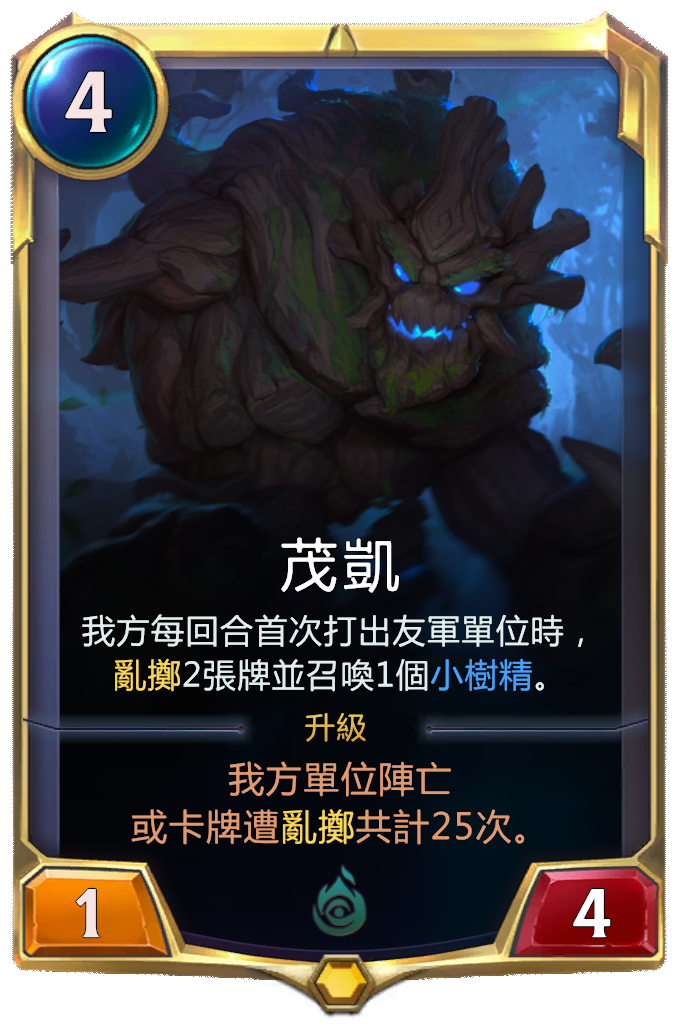 4
茂凱
我方每回合首次打出友軍單位時，
亂擲2張牌並召喚1個小樹精。
升級
我方單位陣亡
或卡牌遭亂擲共計25次。
1
4